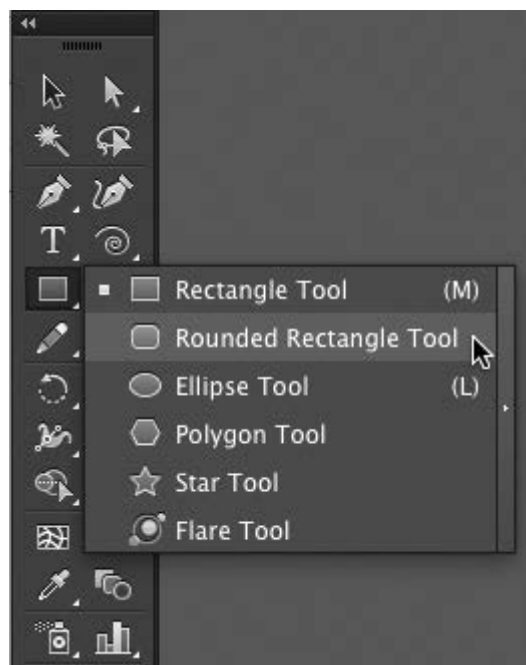 T
Rectangle Tool (M)
Rounded Rectangle Tool
Ellipse Tool (L)
Polygon Tool
Star Tool
Flare Tool